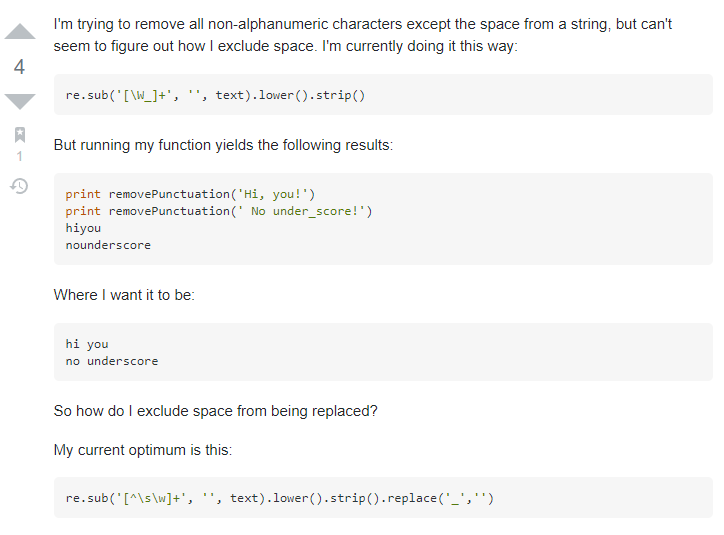 I'm trying to remove all non-alphanumeric characters except the space from a string, but can't
seem to figure out how I exclude space. I'm currently doing it this way:
4
re.sub('[\W_]+', '', text).lower().strip()
But running my function yields the following results:
1
print removePunctuation('Hi, you!')
print removePunctuation(' No under_score!')
hiyou
nounderscore
Where I want it to be:
hi you
no underscore
So how do I exclude space from being replaced?
My current optimum is this:
re.sub('[^\s\w]+', '', text).lower().strip().replace('_','')